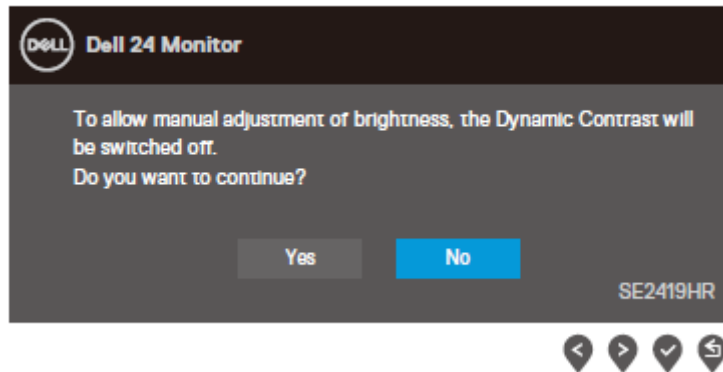 DELL Dell 24 Monitor
To allow manual adjustment of brightness, the Dynamic Contrast will
be switched off.
Do you want to continue?
Yes No
SE2419HR